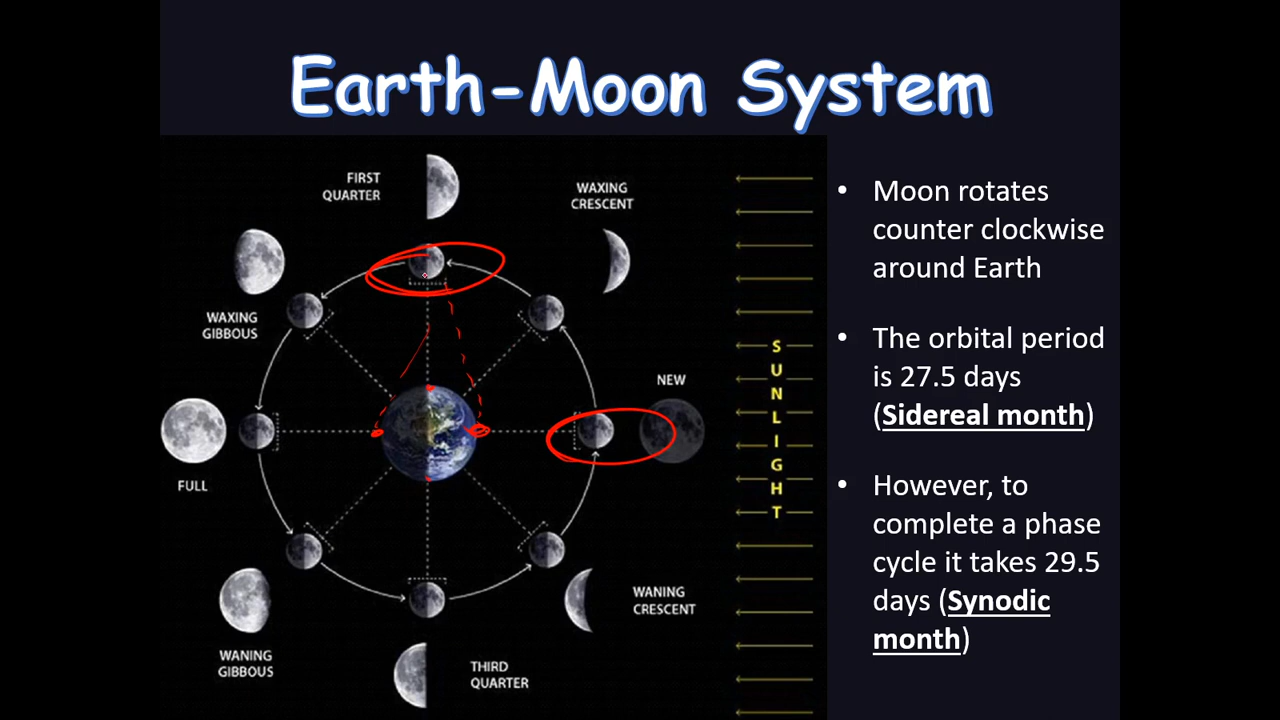 Earth-Moon System
FIRST
QUARTER
WAXING
CRESCENT
WAXING
GIBBOUS
NEW
FULL
WANING
CRESCENT
WANING
GIBBOUS
THIRD
QUARTER
SUNLIGHT
• Moon rotates
counter clockwise
around Earth
• The orbital period
is 27.5 days
(Sidereal month)
• However, to
complete a phase
cycle it takes 29.5
days (Synodic
month)